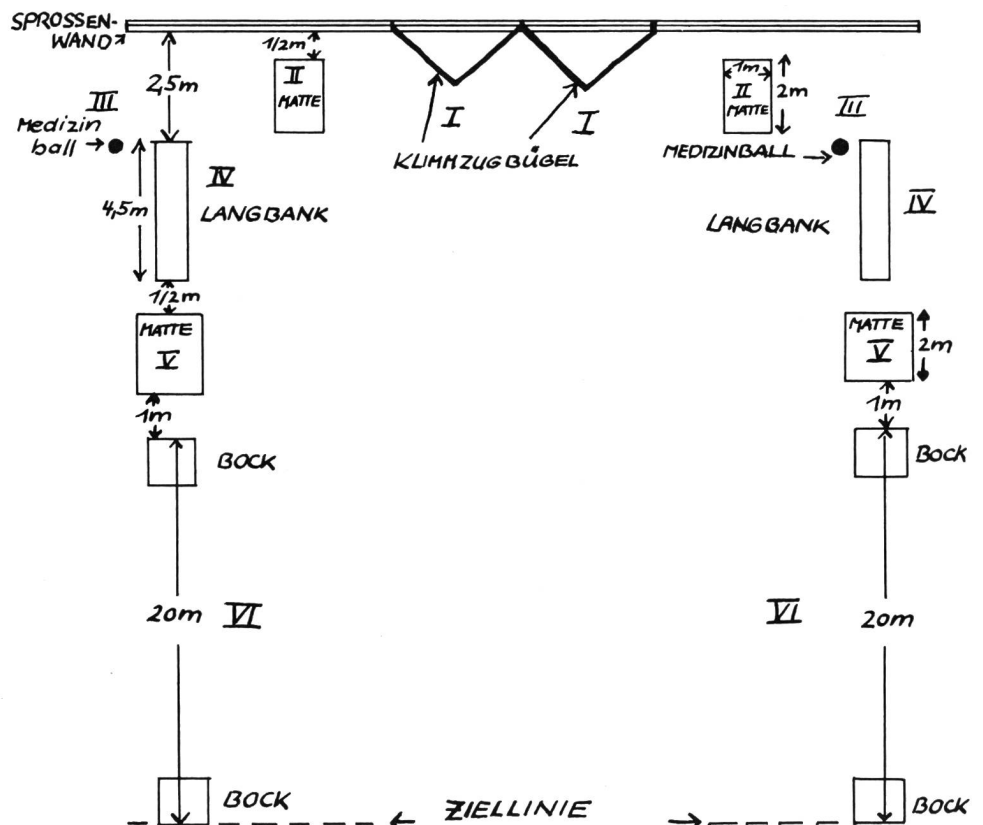 SPROSSEN-
WAND
2,5m
1/2m
II
MATTE
I
I
KLIMMZUGBÜGEL
1m
II
MATTE
2m
III
Medizin
ball
III
MEDIZINBALL
IV
LANGBANK
4,5m
IV
LANGBANK
1/2m
MATTE
V
MATTE
V
2m
1m
1m
BOCK
BOCK
20m
VI
VI
20m
BOCK
ZIELLINIE
BOCK